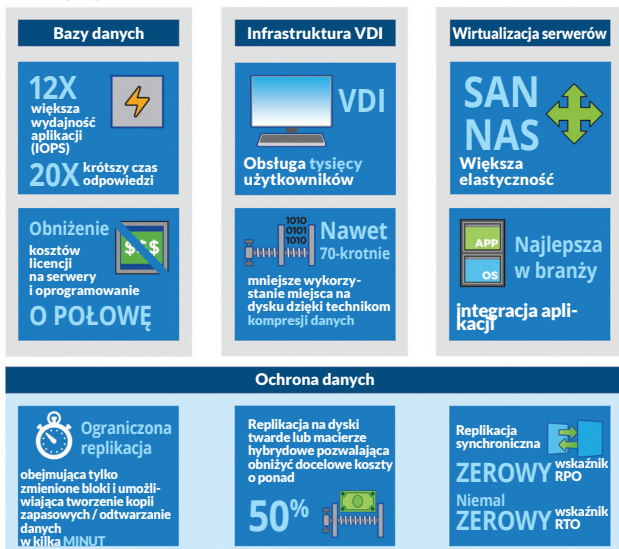 Bazy danych
12X
większa
wydajność
aplikacji
(IOPS)
20X krótszy czas
odpowiedzi
Obniżenie
kosztów
licencji
na serwery
i oprogramowanie
$$$
O POŁOWĘ
Infrastruktura VDI
VDI
Obsługa tysięcy
użytkowników
1010
0101
1010
Nawet
70-krotnie
mniejsze wykorzy-
stanie miejsca na
dysku dzięki technikom
kompresji danych
Wirtualizacja serwerów
SAN
NAS
Większa
elastyczność
APP
OS
Najlepsza
w branży
integracja apli-
kacji
Ochrona danych
Ograniczona
replikacja
obejmująca tylko
zmienione bloki i umożli-
wiająca tworzenie kopii
zapasowych / odtwarzanie
danych
w kilka MINUT
Replikacja na dyski
twarde lub macierze
hybrydowe pozwalająca
obniżyć docelowe koszty
o ponad
50%
Replikacja
synchroniczna
ZEROWY wskaźnik
RPO
Niemal
ZEROWY wskaźnik
RTO